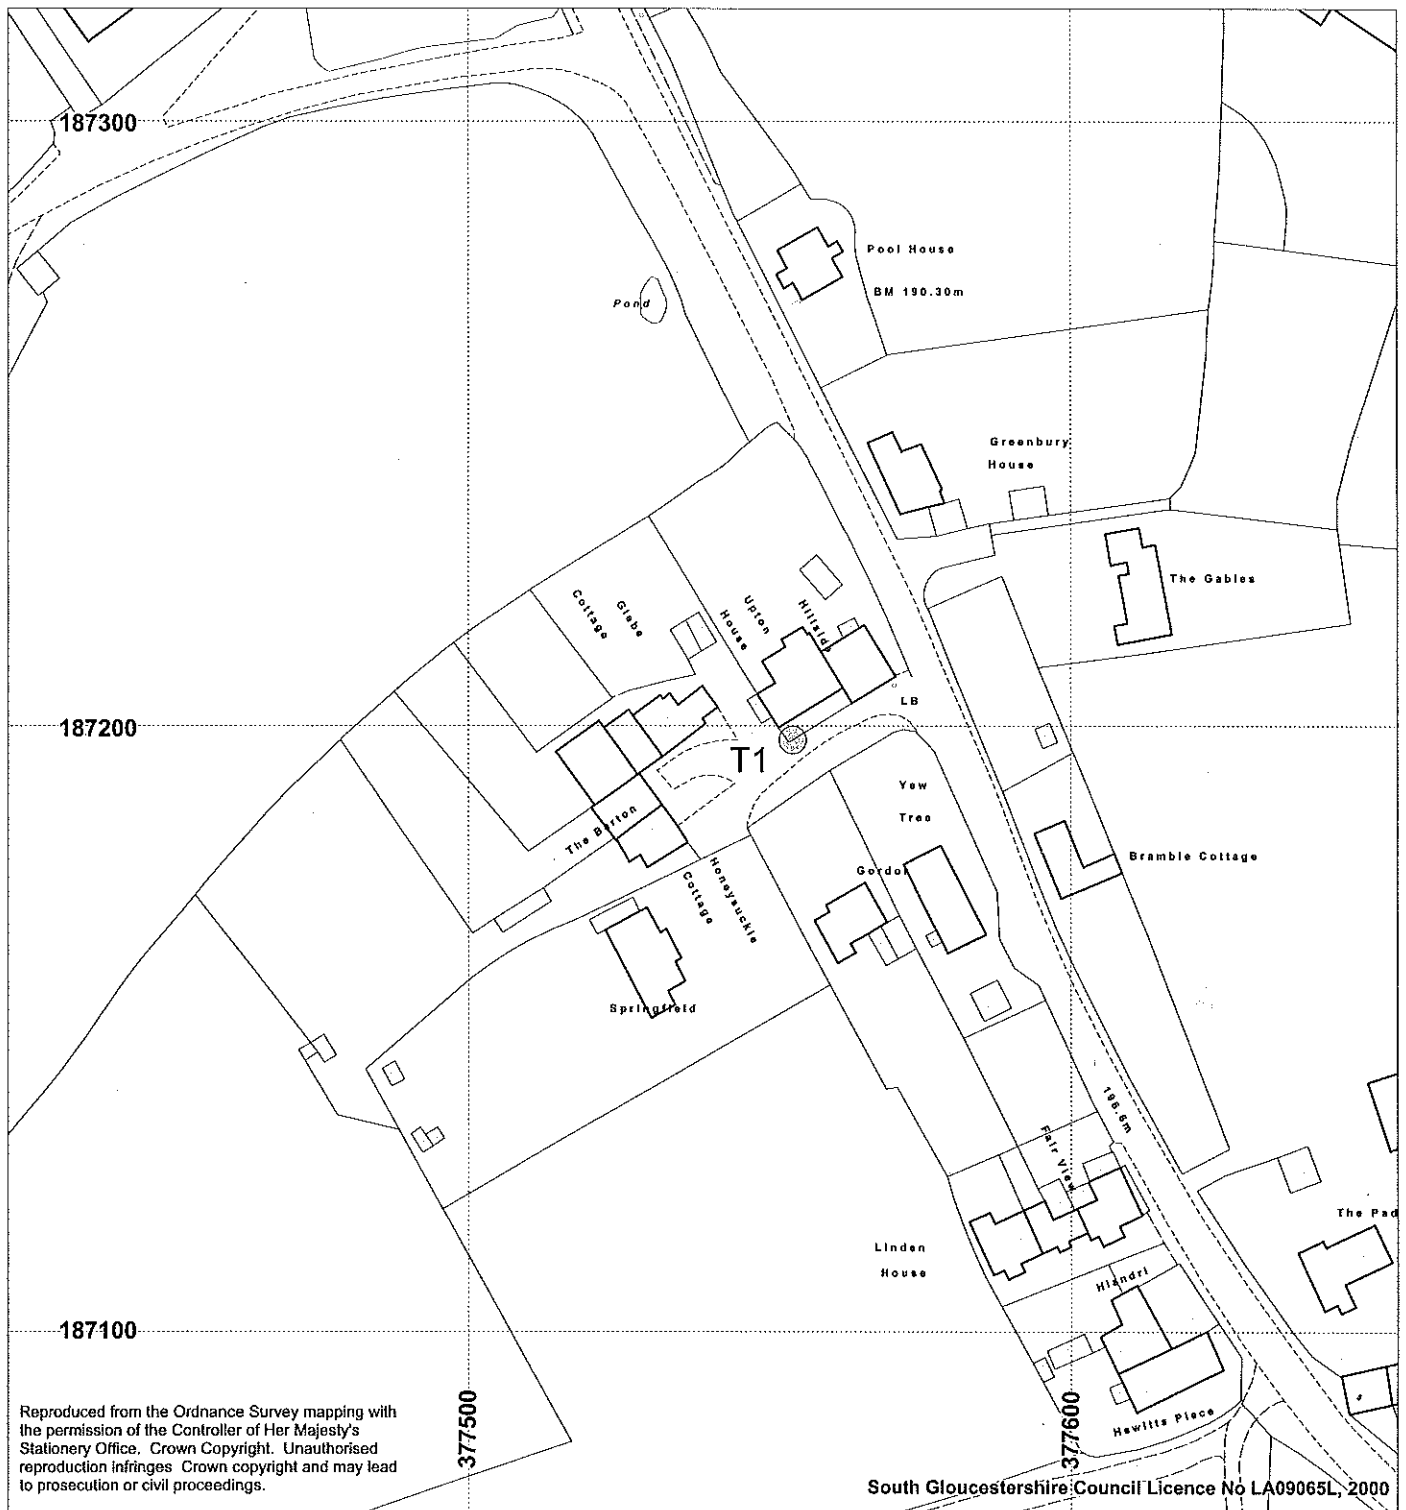 187300
Pool House
BM 190.30m
Pond
Greenbury
House
The Gables
Cottage
Glebe
House
Upton
Hillside
LB
187200
T1
Yew
Tree
The Barton
Bramble Cottage
Gordon
Cottage
Honeysuckle
Springfield
196.6m
Fair View
The Pad
Linden
House
Hiandri
187100
377500
377600
Hewitts Place
Reproduced from the Ordnance Survey mapping with
the permission of the Controller of Her Majesty's
Stationery Office. Crown Copyright. Unauthorised
reproduction infringes Crown copyright and may lead
to prosecution or civil proceedings.
South Gloucestershire Council Licence No LA09065L, 2000